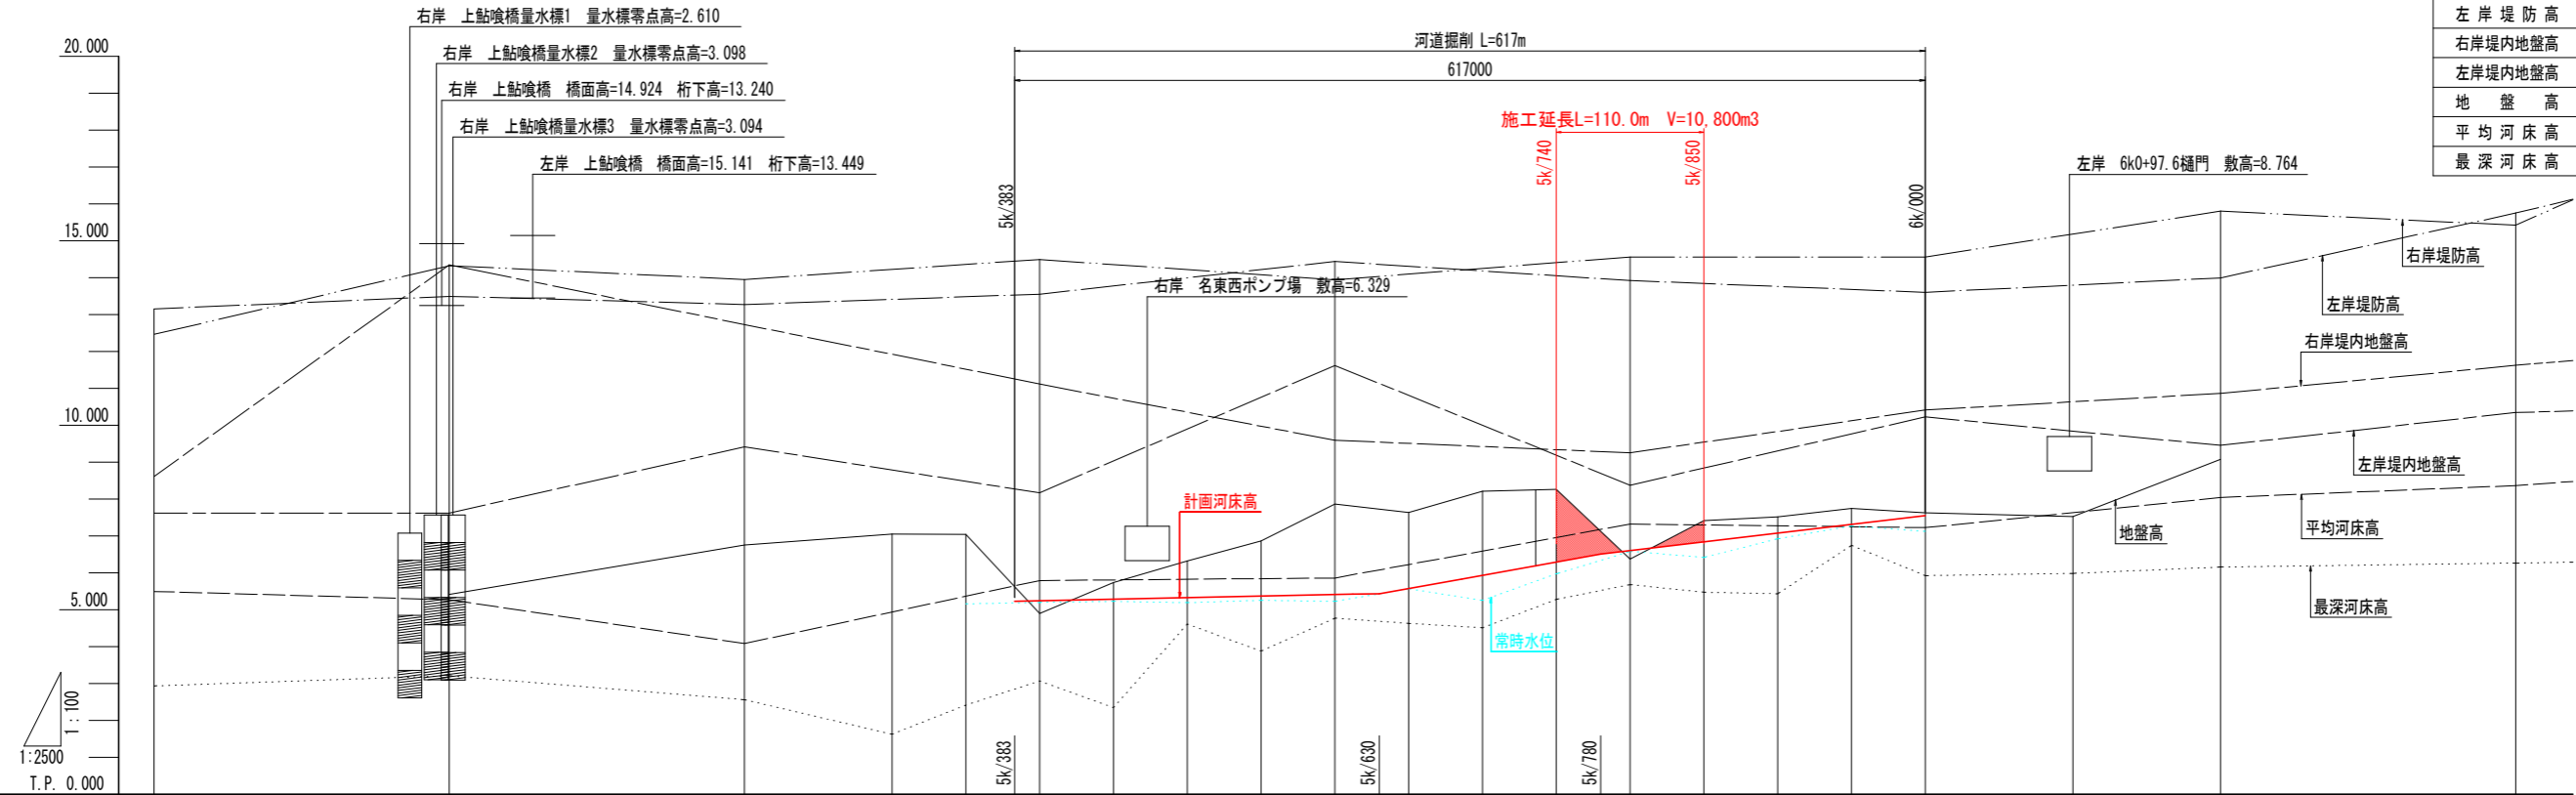 右岸　上鮎喰橋量水標1　量水標零点高=2.610
右岸　上鮎喰橋量水標2　量水標零点高=3.098
右岸　上鮎喰橋　橋面高=14.924　桁下高=13.240
右岸　上鮎喰橋量水標3　量水標零点高=3.094
左岸　上鮎喰橋　橋面高=15.141　桁下高=13.449
河道掘削 L=617m
617000
施工延長L=110.0m　V=10,800m3
5k/383
5k/740
5k/850
6k/000
左岸　6k0+97.6樋門　敷高=8.764
左岸堤防高
右岸堤内地盤高
左岸堤内地盤高
地盤高
平均河床高
最深河床高
20.000
15.000
10.000
5.000
T.P. 0.000
1:100
1:2500
右岸　名東西ポンプ場　敷高=6.329
計画河床高
常時水位
右岸堤防高
左岸堤防高
右岸堤内地盤高
左岸堤内地盤高
地盤高
平均河床高
最深河床高
5k/383
5k/630
5k/780